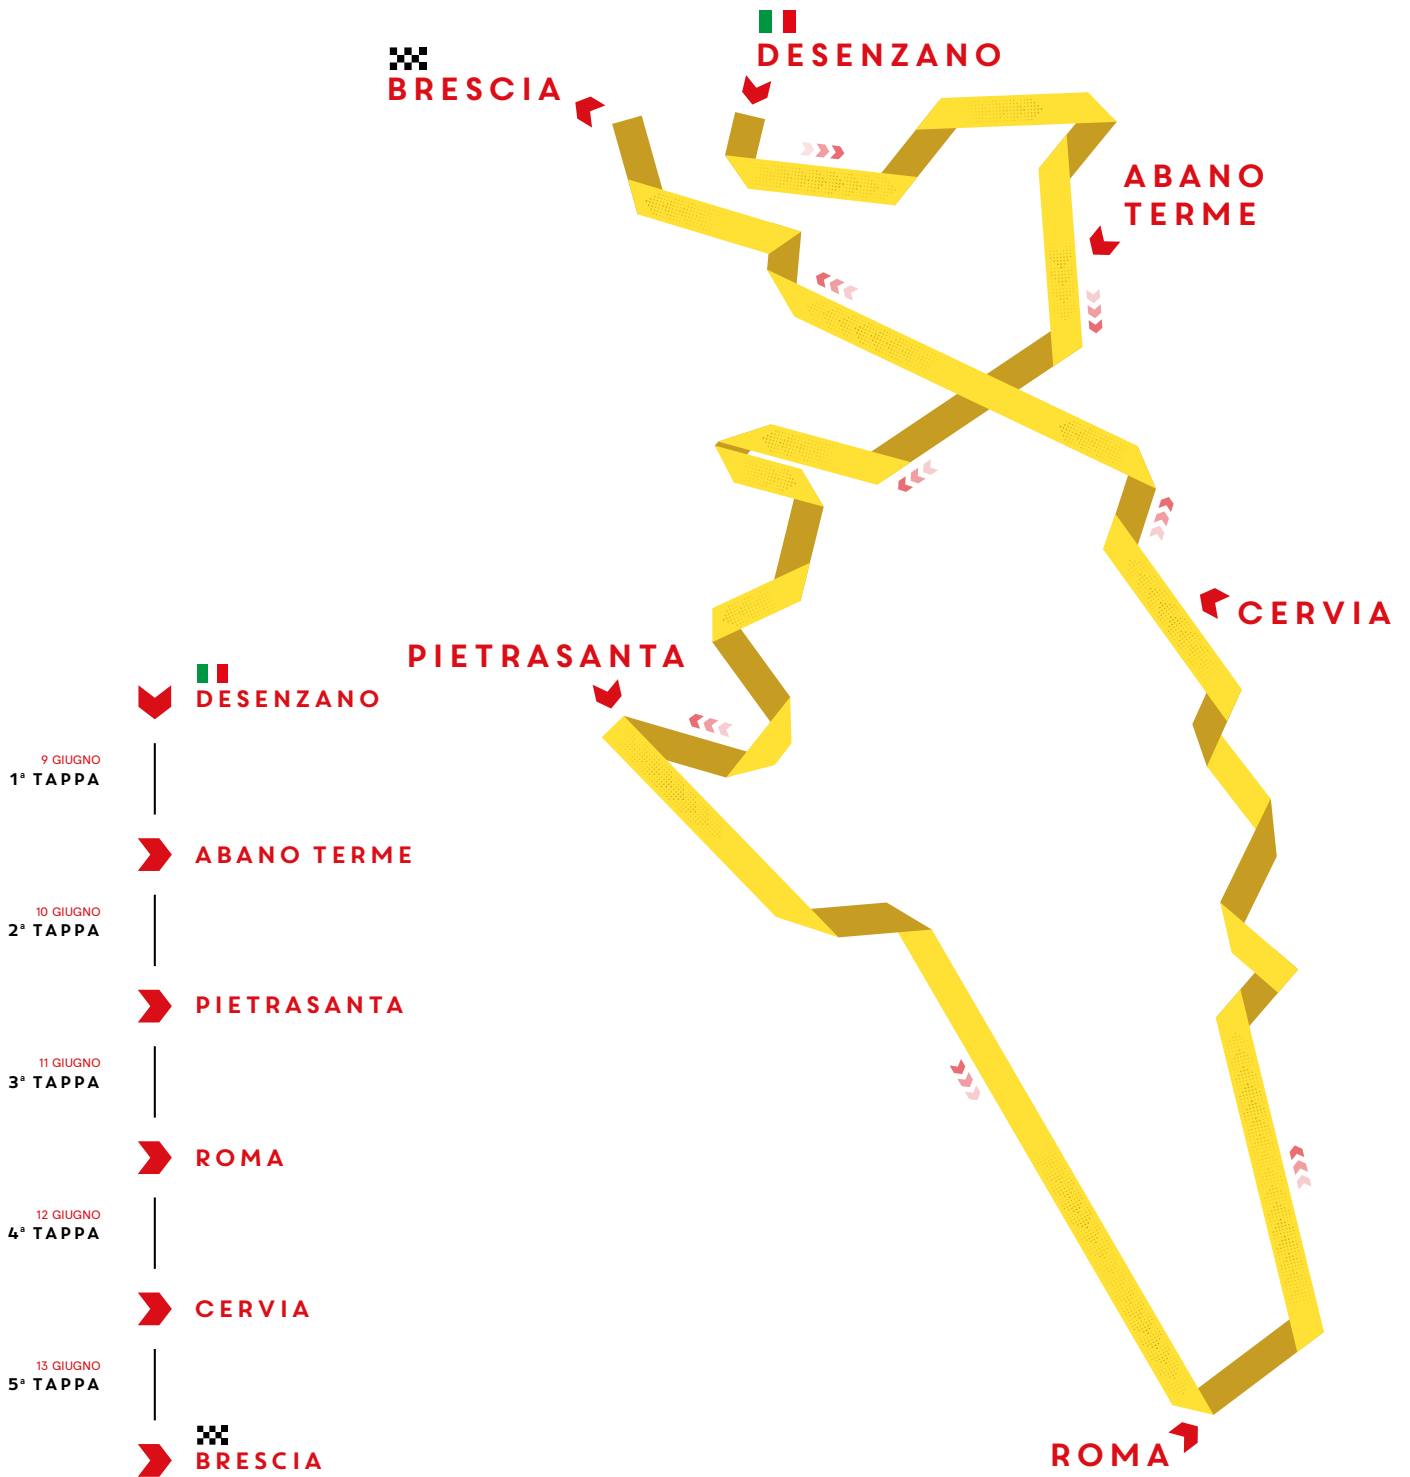 DESENZANO
BRESCIA
ABANO
TERME
CERVIA
PIETRASANTA
ROMA
DESENZANO
9 GIUGNO
1ª TAPPA
ABANO TERME
10 GIUGNO
2ª TAPPA
PIETRASANTA
11 GIUGNO
3ª TAPPA
ROMA
12 GIUGNO
4ª TAPPA
CERVIA
13 GIUGNO
5ª TAPPA
BRESCIA